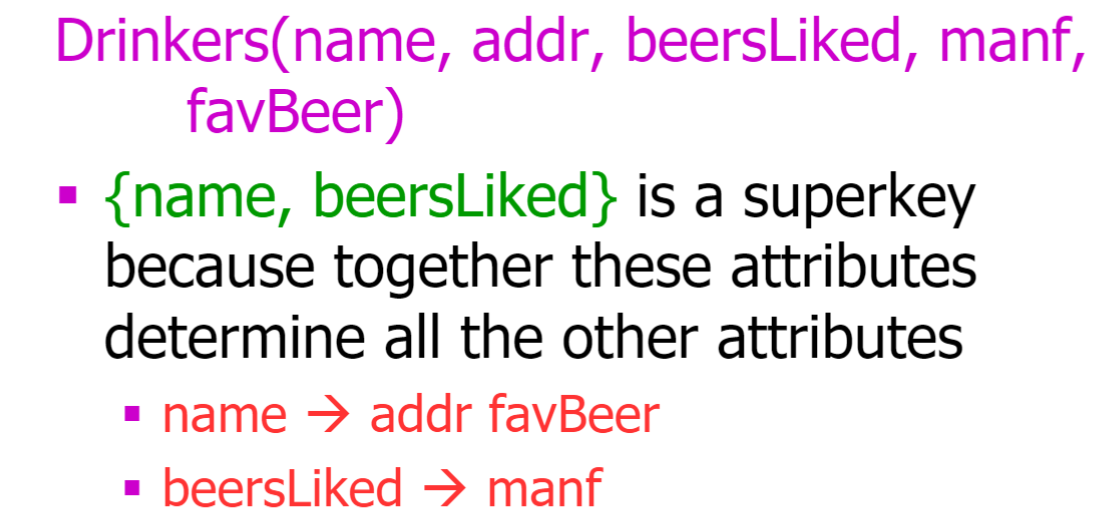 Drinkers(name, addr, beersLiked, manf,
favBeer)
▪ {name, beersLiked} is a superkey
because together these attributes
determine all the other attributes
▪ name → addr favBeer
▪ beersLiked → manf